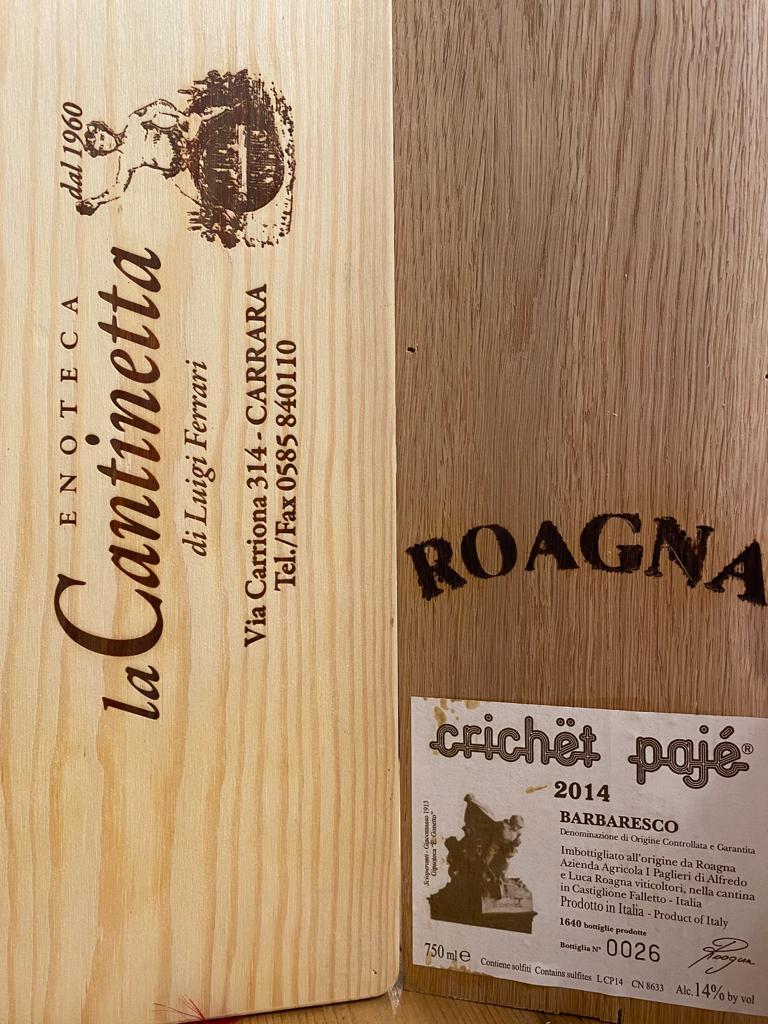 dal 1960
ENOTECA
la Cantinetta
di Luigi Ferrari
Via Carriona 314 - CARRARA
Tel./Fax 0585 840110
ROAGNA
crichët pajé®
2014
BARBARESCO
Denominazione di Origine Controllata e Garantita
Imbottigliato all'origine da Roagna
Azienda Agricola I Paglieri di Alfredo
e Luca Roagna viticoltori, nella cantina
in Castiglione Falletto - Italia
Prodotto in Italia - Product of Italy
1640 bottiglie prodotte
Bottiglia N° 0026
Roagna
750 ml e
Contiene solfiti Contains sulfites L CP14 CN 8633 Alc. 14% by vol